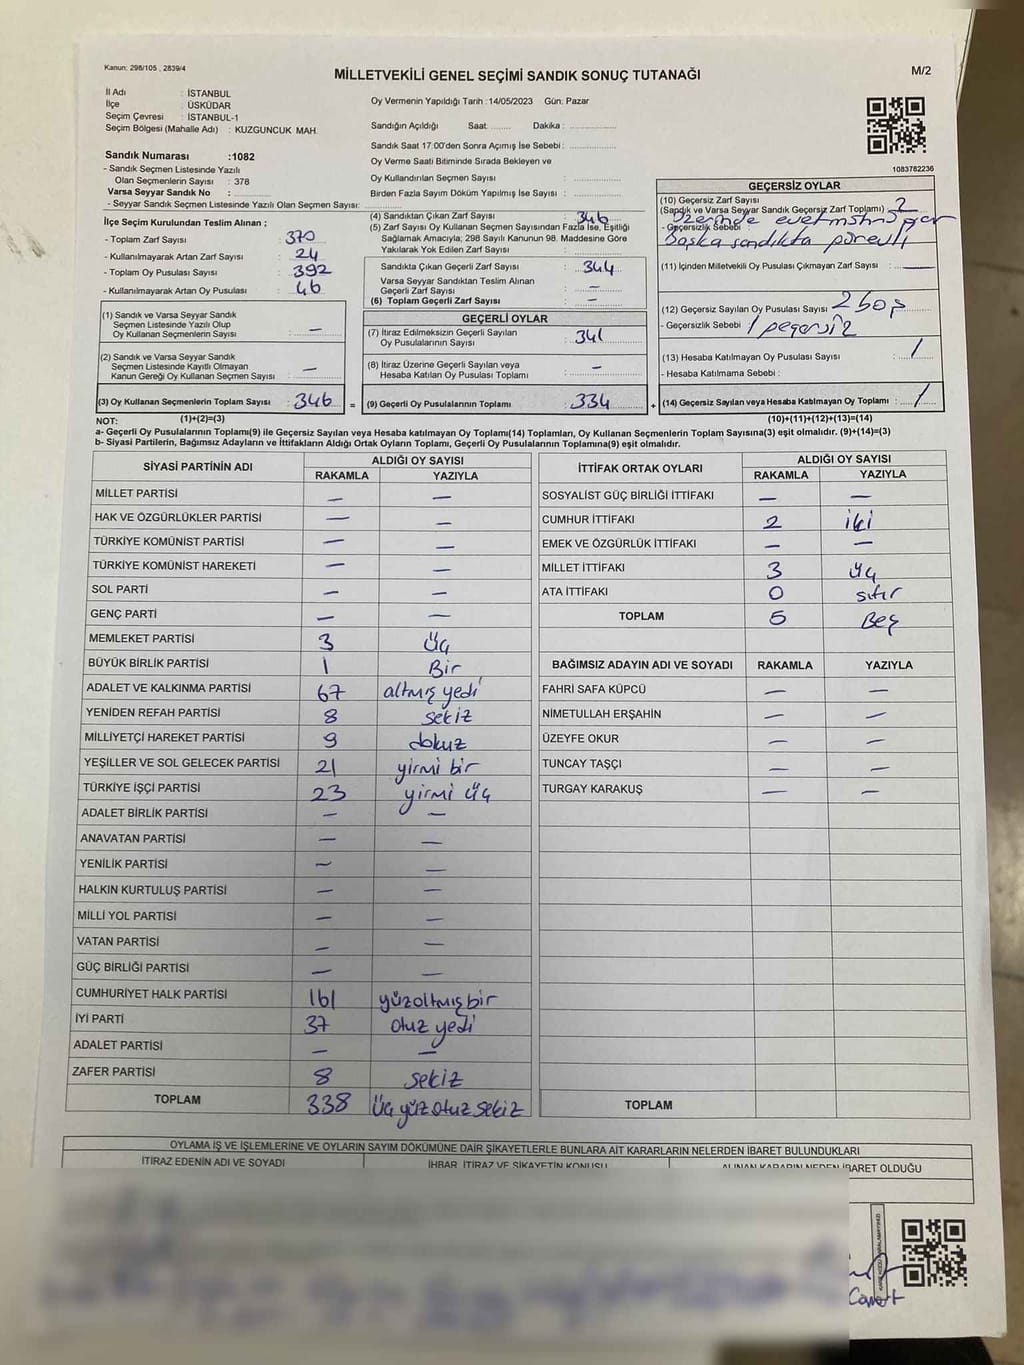 Kanun: 298/105 , 2839/4
MİLLETVEKİLİ GENEL SEÇİMİ SANDIK SONUÇ TUTANAĞI
M/2
İl Adı : İSTANBUL
İlçe : ÜSKÜDAR
Seçim Çevresi : İSTANBUL-1
Seçim Bölgesi (Mahalle Adı) : KUZGUNCUK MAH.
Sandık Numarası :1082
- Sandık Seçmen Listesinde Yazılı
Olan Seçmenlerin Sayısı : 378
Varsa Seyyar Sandık No :
- Seyyar Sandık Seçmen Listesinde Yazılı Olan Seçmen Sayısı:
Oy Vermenin Yapıldığı Tarih :14/05/2023 Gün: Pazar
Sandığın Açıldığı Saat: ........ Dakika : ................
Sandık Saat 17:00'den Sonra Açımış İse Sebebi :
Oy Verme Saati Bitiminde Sırada Bekleyen ve
Oy Kullandırılan Seçmen Sayısı :
Birden Fazla Sayım Döküm Yapılmış İse Sayısı :
1083782236
İlçe Seçim Kurulundan Teslim Alınan ;
- Toplam Zarf Sayısı : 370
- Kullanılmayarak Artan Zarf Sayısı : 24
- Toplam Oy Pusulası Sayısı : 392
- Kullanılmayarak Artan Oy Pusulası : 46
(1) Sandık ve Varsa Seyyar Sandık
Seçmen Listesinde Yazılı Olup
Oy Kullanan Seçmenlerin Sayısı : —
(2) Sandık ve Varsa Seyyar Sandık
Seçmen Listesinde Kayıtlı Olmayan
Kanun Gereği Oy Kullanan Seçmen Sayısı : —
(3) Oy Kullanan Seçmenlerin Toplam Sayısı : 346 =
(1)+(2)=(3)
(4) Sandıktan Çıkan Zarf Sayısı : 346
(5) Zarf Sayısı Oy Kullanan Seçmen Sayısından Fazla İse, Eşitliği
Sağlamak Amacıyla; 298 Sayılı Kanunun 98. Maddesine Göre
Yakılarak Yok Edilen Zarf Sayısı :
Sandıkta Çıkan Geçerli Zarf Sayısı : 344
Varsa Seyyar Sandıktan Teslim Alınan
Geçerli Zarf Sayısı : —
(6) Toplam Geçerli Zarf Sayısı : —
GEÇERLİ OYLAR
(7) İtiraz Edilmeksizin Geçerli Sayılan
Oy Pusulalarının Sayısı : 341
(8) İtiraz Üzerine Geçerli Sayılan veya
Hesaba Katılan Oy Pusulası Toplamı : —
(9) Geçerli Oy Pusulalarının Toplamı : 334 +
GEÇERSİZ OYLAR
(10) Geçersiz Zarf Sayısı
(Sandık ve Varsa Seyyar Sandık Geçersiz Zarf Toplamı) 2
- Geçersizlik Sebebi : üzerinde evet mührü
başka sandıkta
(11) İçinden Milletvekili Oy Pusulası Çıkmayan Zarf Sayısı : —
(12) Geçersiz Sayılan Oy Pusulası Sayısı : 2 boş
- Geçersizlik Sebebi : 1 geçersiz
(13) Hesaba Katılmayan Oy Pusulası Sayısı : /
- Hesaba Katılmama Sebebi :
(14) Geçersiz Sayılan veya Hesaba Katılmayan Oy Toplamı : /
(10)+(11)+(12)+(13)=(14)
NOT:
a- Geçerli Oy Pusulalarının Toplamı(9) ile Geçersiz Sayılan veya Hesaba katılmayan Oy Toplamı(14) Toplamları, Oy Kullanan Seçmenlerin Toplam Sayısına(3) eşit olmalıdır. (9)+(14)=(3)
b- Siyasi Partilerin, Bağımsız Adayların ve İttifakların Aldığı Ortak Oyların Toplamı, Geçerli Oy Pusulalarının Toplamına(9) eşit olmalıdır.
SİYASİ PARTİNİN ADI ALDIĞI OY SAYISI
RAKAMLA YAZIYLA
MİLLET PARTİSİ — —
HAK VE ÖZGÜRLÜKLER PARTİSİ — —
TÜRKİYE KOMÜNİST PARTİSİ — —
TÜRKİYE KOMÜNİST HAREKETİ — —
SOL PARTİ — —
GENÇ PARTİ — —
MEMLEKET PARTİSİ 3 üç
BÜYÜK BİRLİK PARTİSİ 1 Bir
ADALET VE KALKINMA PARTİSİ 67 altmış yedi
YENİDEN REFAH PARTİSİ 8 sekiz
MİLLİYETÇİ HAREKET PARTİSİ 9 dokuz
YEŞİLLER VE SOL GELECEK PARTİSİ 21 yirmi bir
TÜRKİYE İŞÇİ PARTİSİ 23 yirmi üç
ADALET BİRLİK PARTİSİ — —
ANAVATAN PARTİSİ — —
YENİLİK PARTİSİ — —
HALKIN KURTULUŞ PARTİSİ — —
MİLLİ YOL PARTİSİ — —
VATAN PARTİSİ — —
GÜÇ BİRLİĞİ PARTİSİ — —
CUMHURİYET HALK PARTİSİ 161 yüzaltmışbir
İYİ PARTİ 37 otuz yedi
ADALET PARTİSİ — —
ZAFER PARTİSİ 8 sekiz
TOPLAM 338 üç yüz otuz sekiz
İTTİFAK ORTAK OYLARI ALDIĞI OY SAYISI
RAKAMLA YAZIYLA
SOSYALİST GÜÇ BİRLİĞİ İTTİFAKI — —
CUMHUR İTTİFAKI 2 iki
EMEK VE ÖZGÜRLÜK İTTİFAKI — —
MİLLET İTTİFAKI 3 üç
ATA İTTİFAKI 0 sıfır
TOPLAM 5 Beş
BAĞIMSIZ ADAYIN ADI VE SOYADI RAKAMLA YAZIYLA
FAHRİ SAFA KÜPCÜ — —
NİMETULLAH ERŞAHİN — —
ÜZEYFE OKUR — —
TUNCAY TAŞÇI — —
TURGAY KARAKUŞ — —
TOPLAM
OYLAMA İŞ VE İŞLEMLERİNE VE OYLARIN SAYIM DÖKÜMÜNE DAİR ŞİKAYETLERLE BUNLARA AİT KARARLARIN NELERDEN İBARET BULUNDUKLARI
İTİRAZ EDENİN ADI VE SOYADI İHBAR, İTİRAZ VE ŞİKAYETİN KONUSU ALINAN KARARIN NEDEN İBARET OLDUĞU